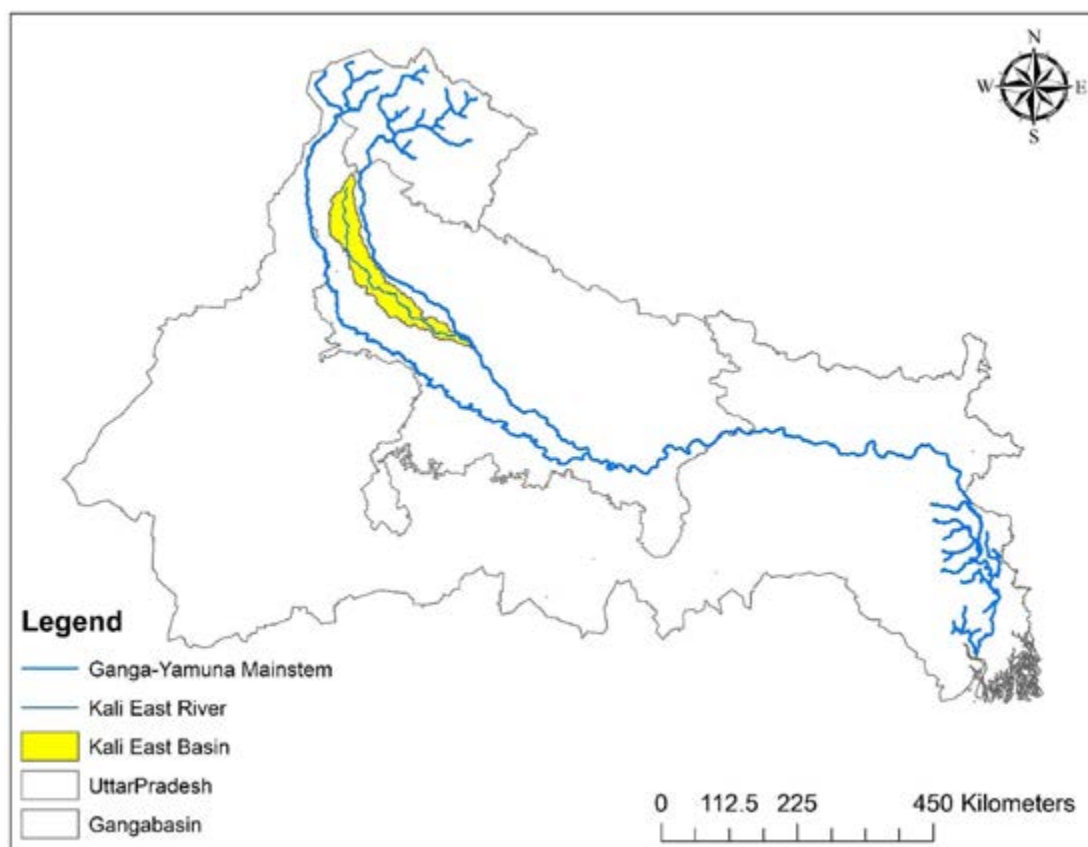 N
W E
S
Legend
Ganga-Yamuna Mainstem
Kali East River
Kali East Basin
UttarPradesh
Gangabasin
0 112.5 225 450 Kilometers